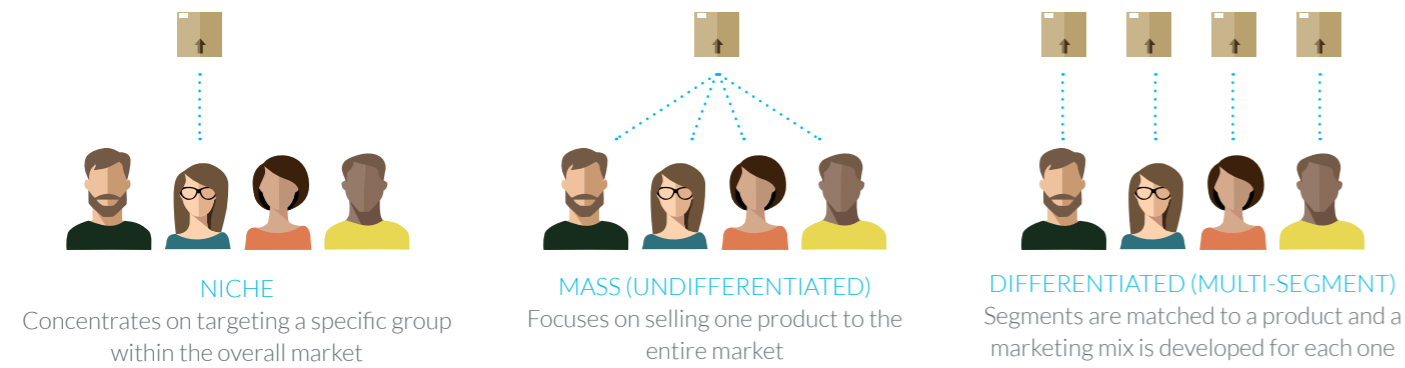 NICHE
Concentrates on targeting a specific group
within the overall market
MASS (UNDIFFERENTIATED)
Focuses on selling one product to the
entire market
DIFFERENTIATED (MULTI-SEGMENT)
Segments are matched to a product and a
marketing mix is developed for each one